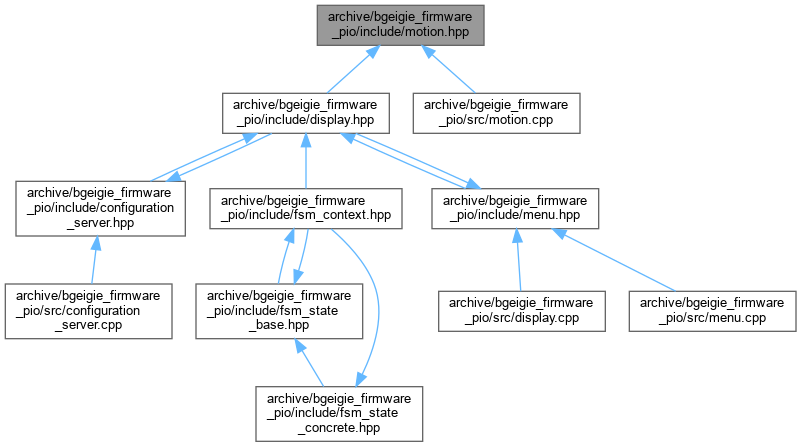 archive/bgeigie_firmware
_pio/include/motion.hpp
archive/bgeigie_firmware
_pio/include/display.hpp
archive/bgeigie_firmware
_pio/src/motion.cpp
archive/bgeigie_firmware
_pio/include/configuration
_server.hpp
archive/bgeigie_firmware
_pio/include/fsm_context.hpp
archive/bgeigie_firmware
_pio/include/menu.hpp
archive/bgeigie_firmware
_pio/src/configuration
_server.cpp
archive/bgeigie_firmware
_pio/include/fsm_state
_base.hpp
archive/bgeigie_firmware
_pio/src/display.cpp
archive/bgeigie_firmware
_pio/src/menu.cpp
archive/bgeigie_firmware
_pio/include/fsm_state
_concrete.hpp